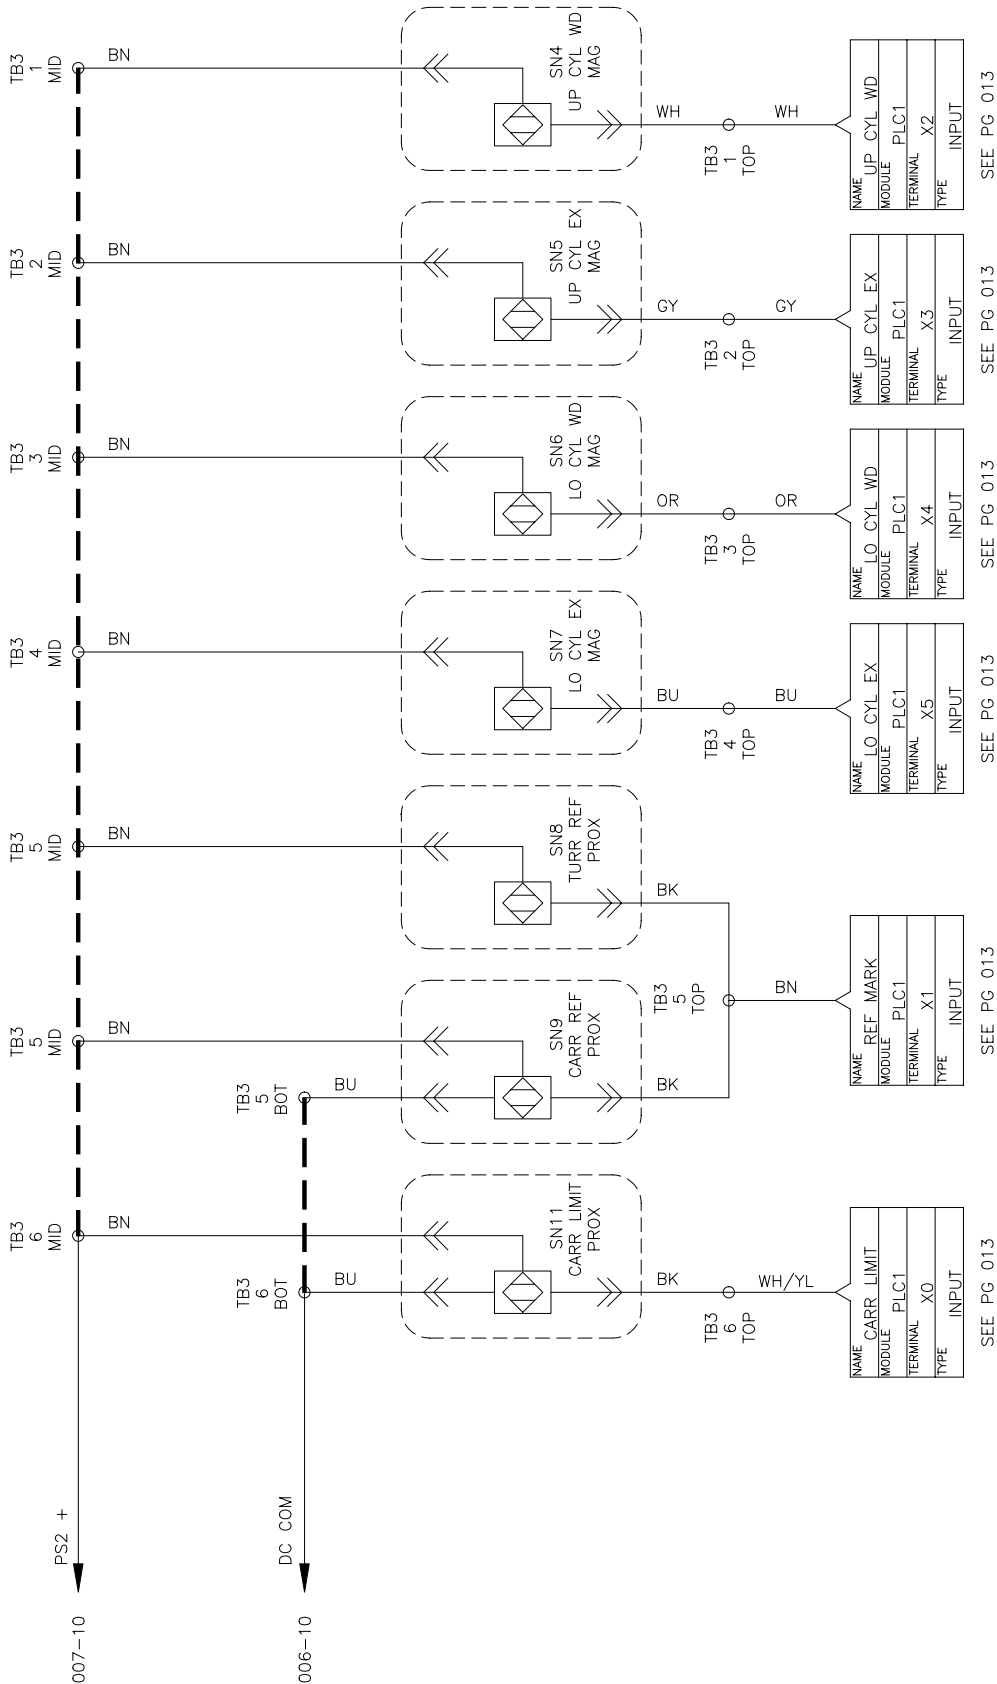 007-10
PS2 +
006-10
DC COM
TB3
6
MID
BN
TB3
6
BOT
BU
SN11
CARR LIMIT
PROX
BK
TB3
6
TOP
WH/YL
NAME CARR LIMIT
MODULE PLC1
TERMINAL X0
TYPE INPUT
SEE PG 013
TB3
5
MID
BN
TB3
5
BOT
BU
SN9
CARR REF
PROX
BK
TB3
5
MID
BN
SN8
TURR REF
PROX
BK
TB3
5
TOP
BN
NAME REF MARK
MODULE PLC1
TERMINAL X1
TYPE INPUT
SEE PG 013
TB3
4
MID
BN
SN7
LO CYL EX
MAG
BU
TB3
4
TOP
BU
NAME LO CYL EX
MODULE PLC1
TERMINAL X5
TYPE INPUT
SEE PG 013
TB3
3
MID
BN
SN6
LO CYL WD
MAG
OR
TB3
3
TOP
OR
NAME LO CYL WD
MODULE PLC1
TERMINAL X4
TYPE INPUT
SEE PG 013
TB3
2
MID
BN
SN5
UP CYL EX
MAG
GY
TB3
2
TOP
GY
NAME UP CYL EX
MODULE PLC1
TERMINAL X3
TYPE INPUT
SEE PG 013
TB3
1
MID
BN
SN4
UP CYL WD
MAG
WH
TB3
1
TOP
WH
NAME UP CYL WD
MODULE PLC1
TERMINAL X2
TYPE INPUT
SEE PG 013